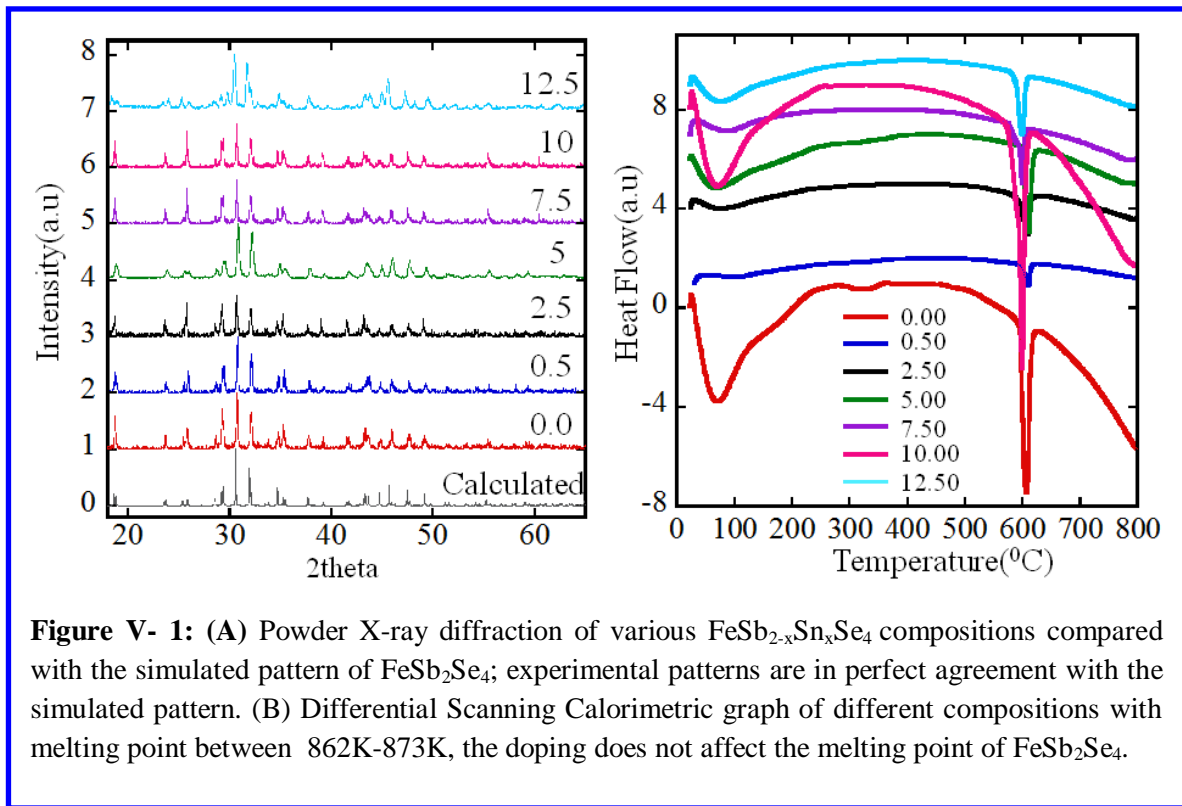 8
7
6
5
4
3
2
1
0
Intensity(a.u)
12.5
10
7.5
5
2.5
0.5
0.0
Calculated
20 30 40 50 60
2theta
8
4
0
-4
-8
Heat Flow(a.u)
0.00
0.50
2.50
5.00
7.50
10.00
12.50
0 100 200 300 400 500 600 700 800
Temperature(⁰C)
Figure V- 1: (A) Powder X-ray diffraction of various FeSb₂₋ₓSnₓSe₄ compositions compared
with the simulated pattern of FeSb₂Se₄; experimental patterns are in perfect agreement with the
simulated pattern. (B) Differential Scanning Calorimetric graph of different compositions with
melting point between 862K-873K, the doping does not affect the melting point of FeSb₂Se₄.